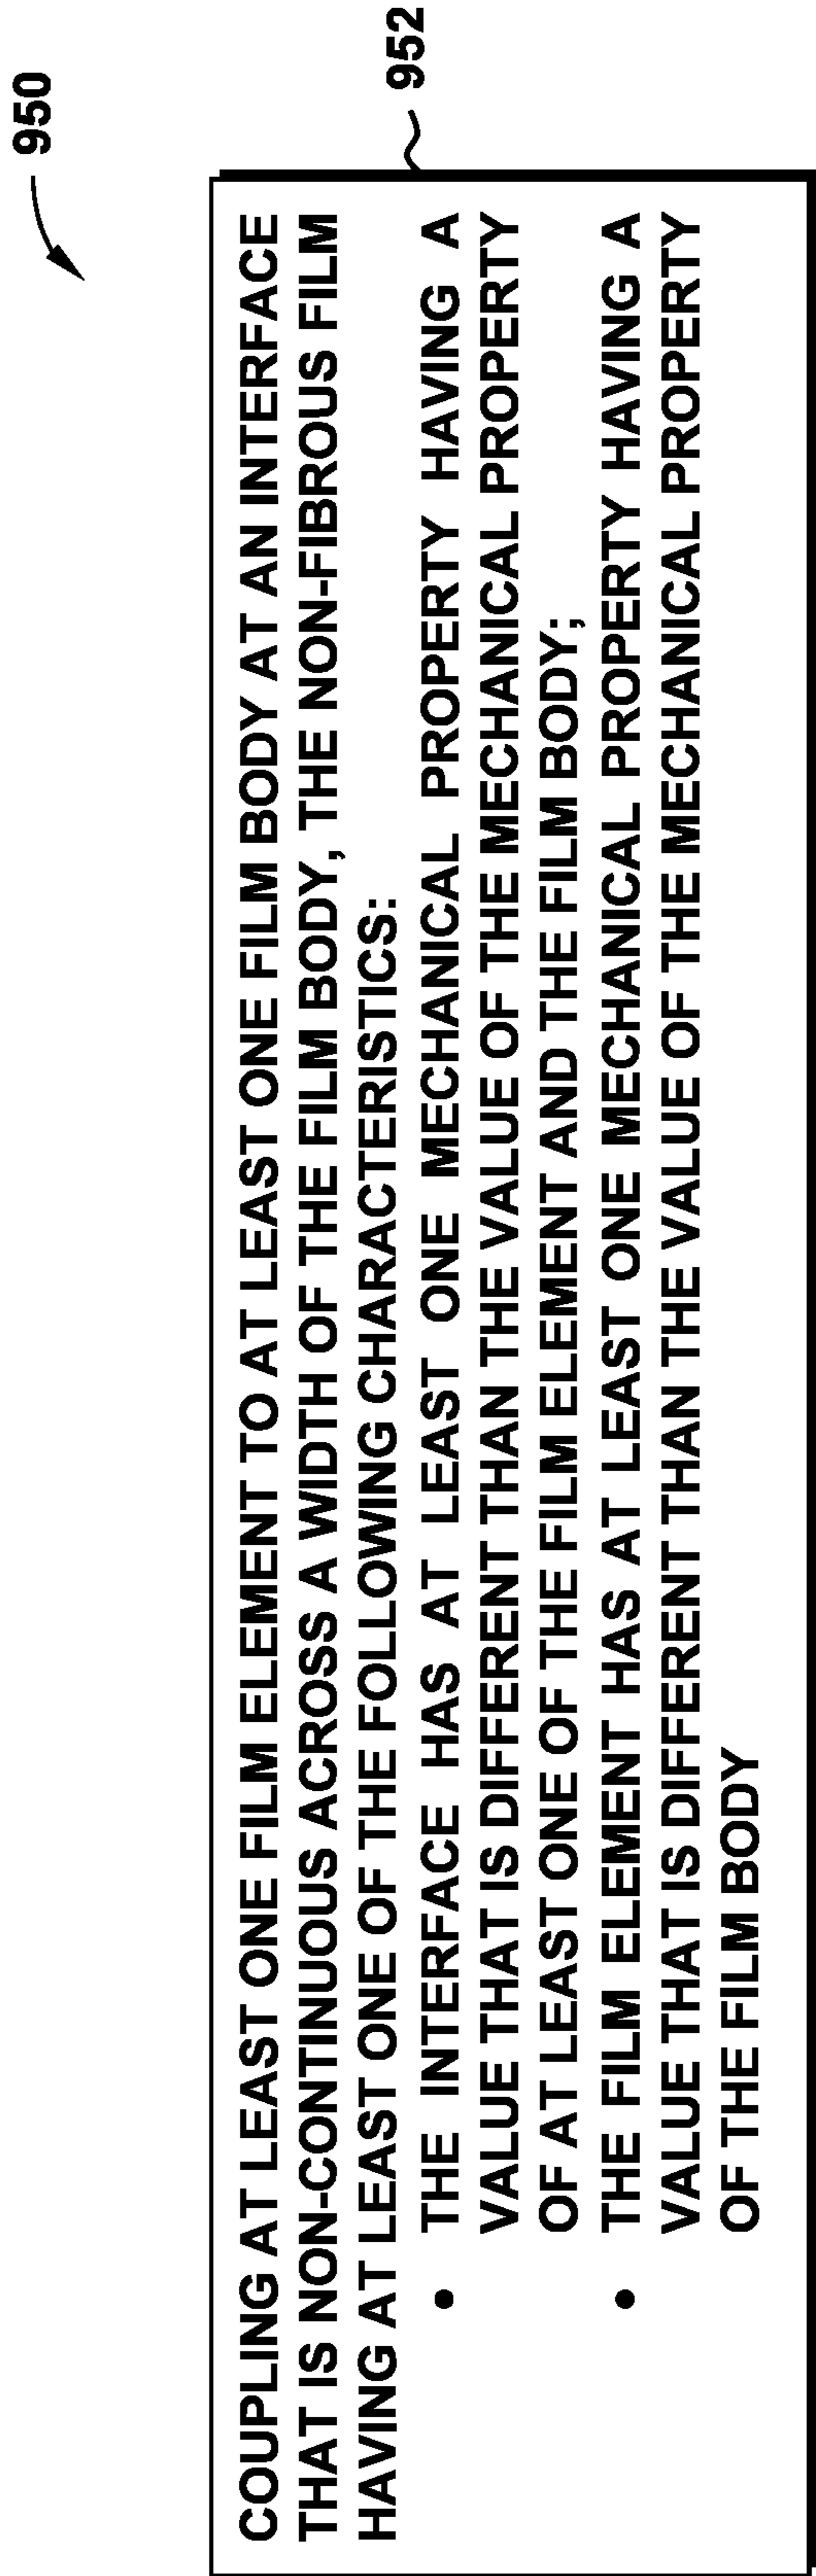 950
952
COUPLING AT LEAST ONE FILM ELEMENT TO AT LEAST ONE FILM BODY AT AN INTERFACE
THAT IS NON-CONTINUOUS ACROSS A WIDTH OF THE FILM BODY, THE NON-FIBROUS FILM
HAVING AT LEAST ONE OF THE FOLLOWING CHARACTERISTICS:
• THE INTERFACE HAS AT LEAST ONE MECHANICAL PROPERTY HAVING A
VALUE THAT IS DIFFERENT THAN THE VALUE OF THE MECHANICAL PROPERTY
OF AT LEAST ONE OF THE FILM ELEMENT AND THE FILM BODY;
• THE FILM ELEMENT HAS AT LEAST ONE MECHANICAL PROPERTY HAVING A
VALUE THAT IS DIFFERENT THAN THE VALUE OF THE MECHANICAL PROPERTY
OF THE FILM BODY